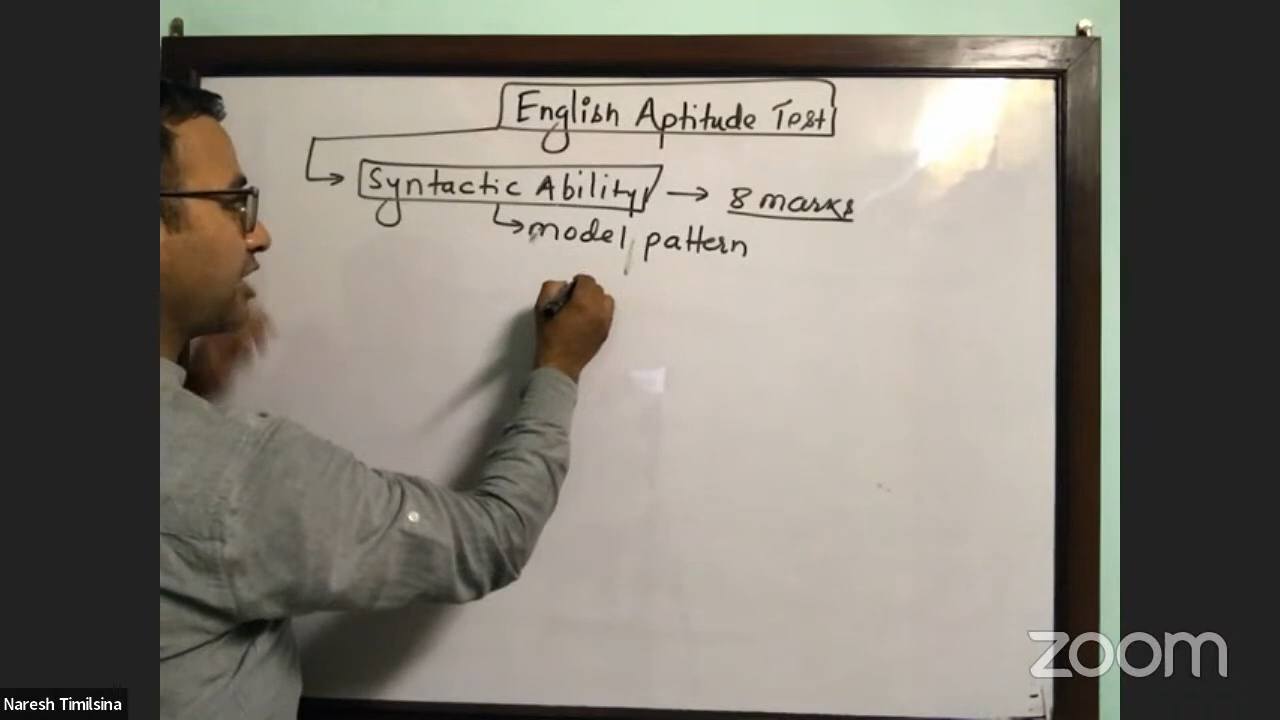 English Aptitude Test
Syntactic Ability → 8 marks
model pattern
zoom
Naresh Timilsina